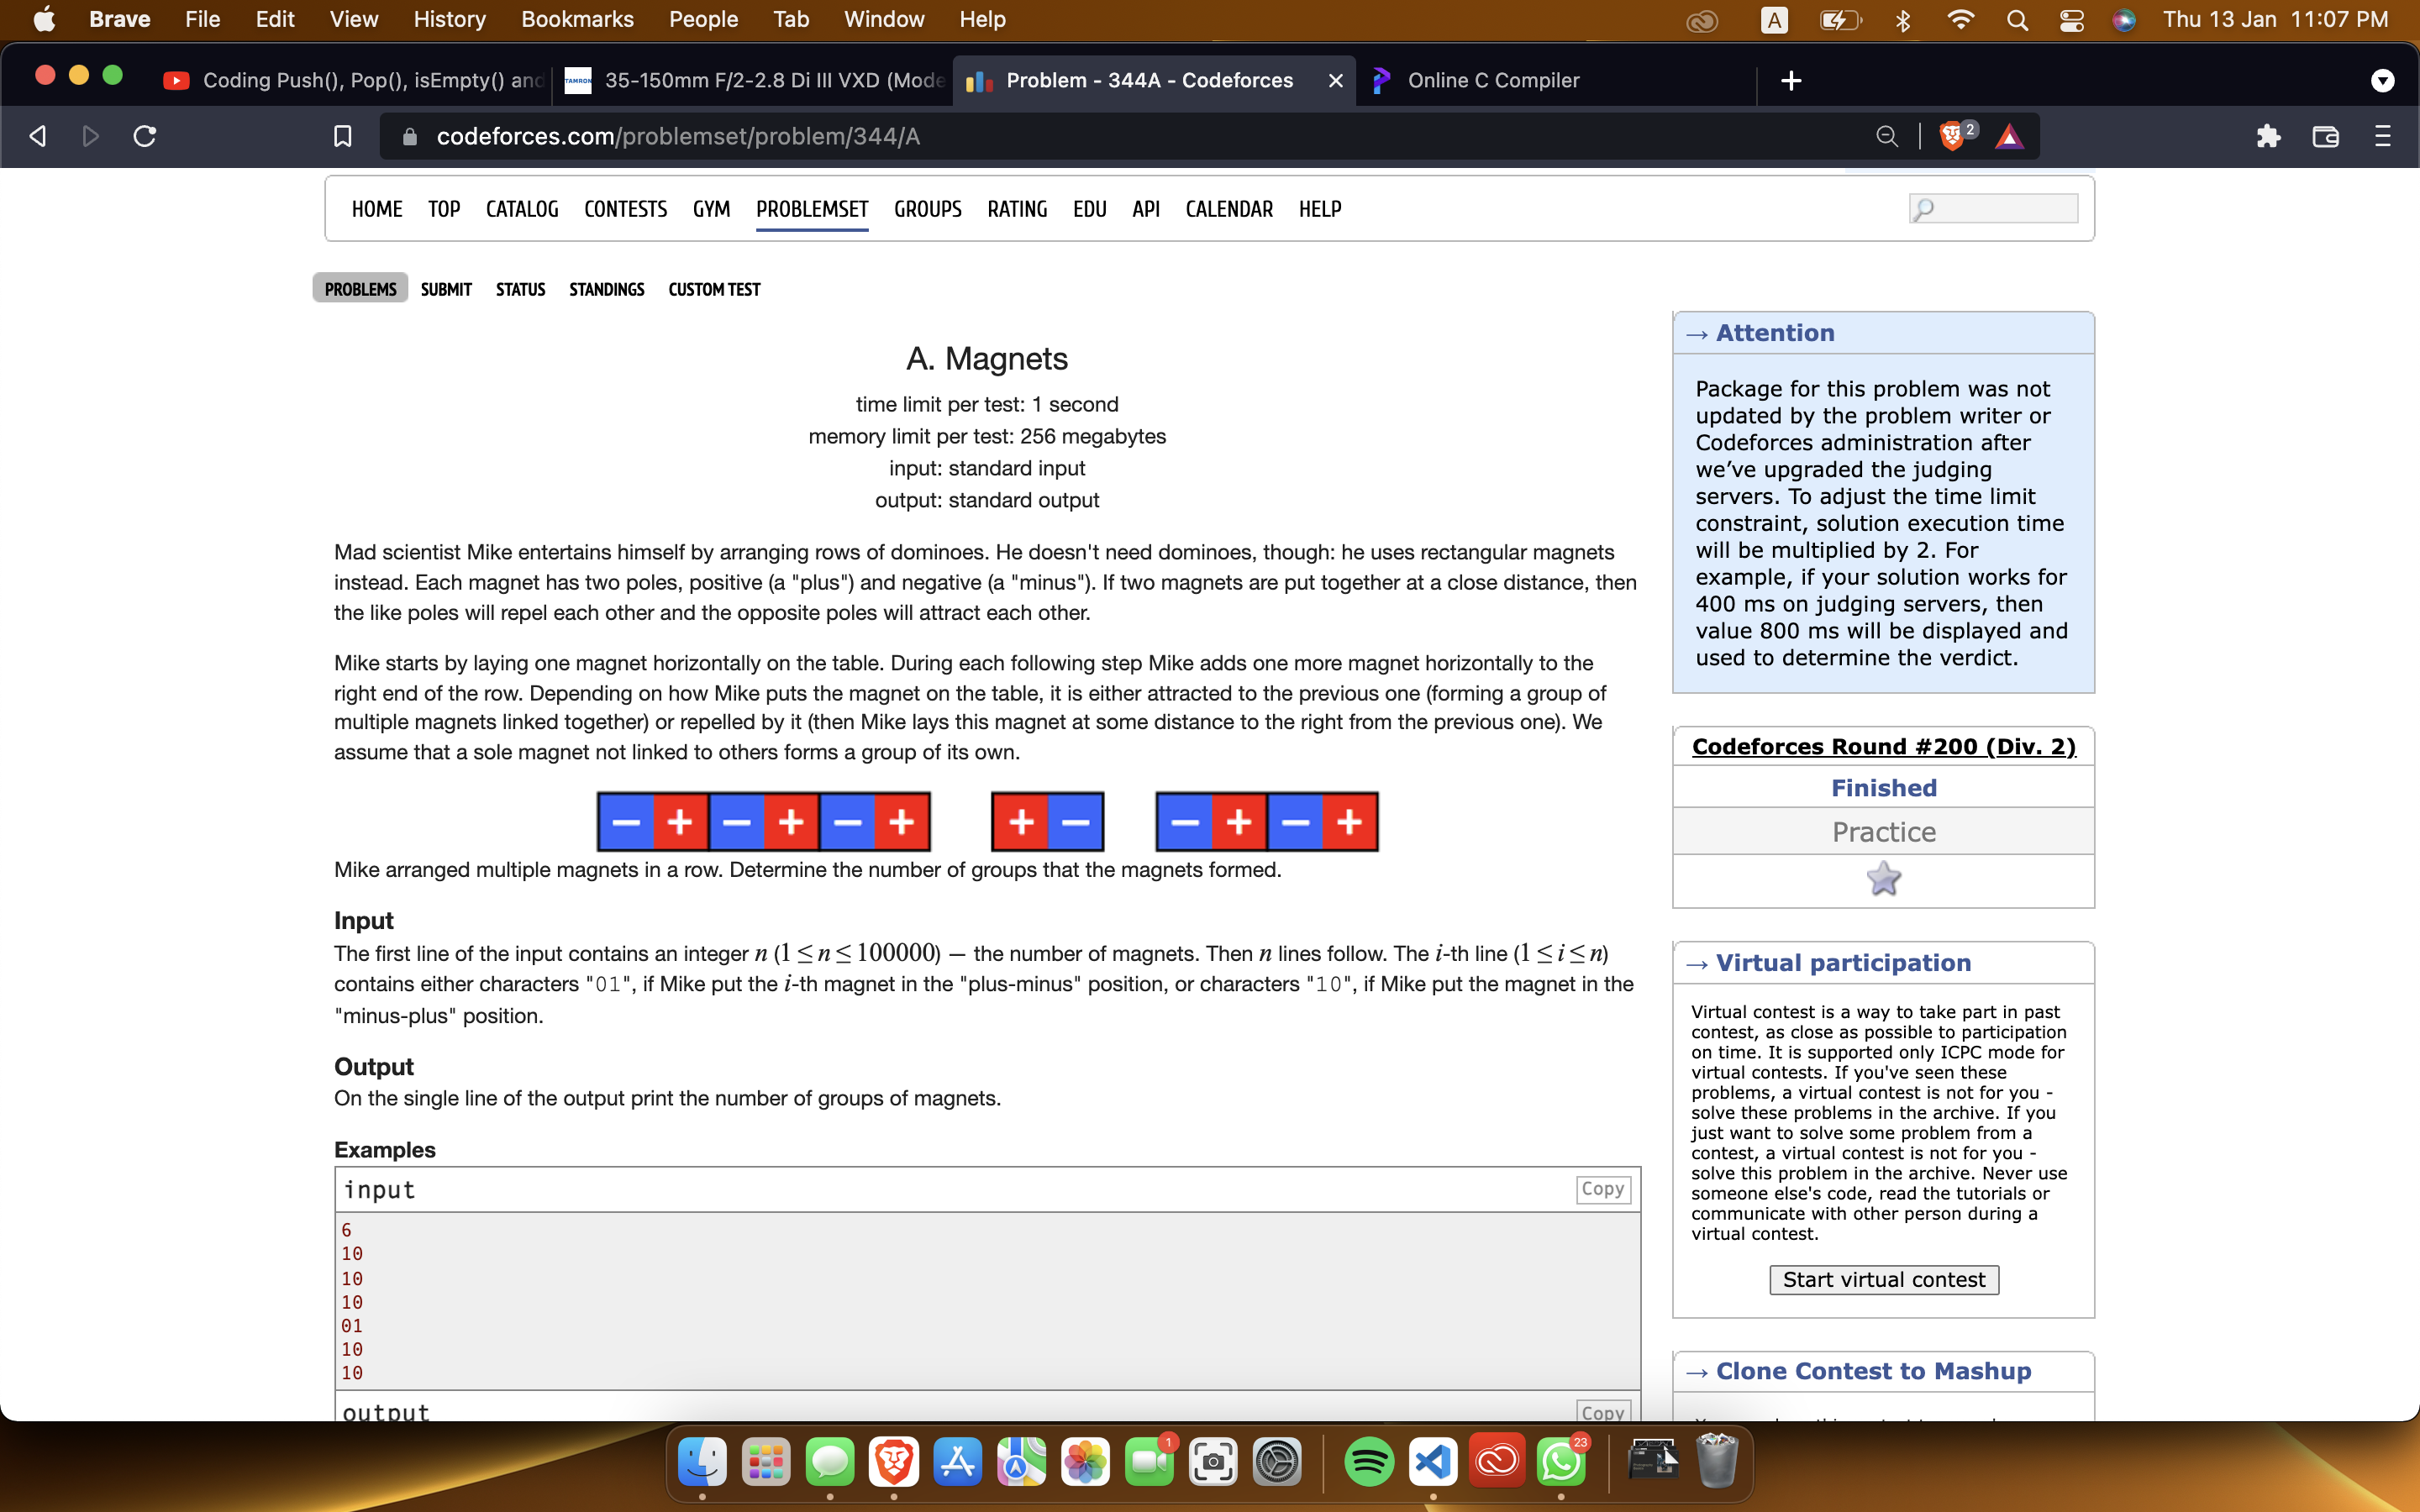 Brave File Edit View History Bookmarks People Tab Window Help A Thu 13 Jan 11:07 PM
Coding Push(), Pop(), isEmpty() and TAMRON 35-150mm F/2-2.8 Di III VXD (Mode Problem - 344A - Codeforces Online C Compiler
codeforces.com/problemset/problem/344/A 2
HOME TOP CATALOG CONTESTS GYM PROBLEMSET GROUPS RATING EDU API CALENDAR HELP
PROBLEMS SUBMIT STATUS STANDINGS CUSTOM TEST
A. Magnets
time limit per test: 1 second
memory limit per test: 256 megabytes
input: standard input
output: standard output
Mad scientist Mike entertains himself by arranging rows of dominoes. He doesn't need dominoes, though: he uses rectangular magnets
instead. Each magnet has two poles, positive (a "plus") and negative (a "minus"). If two magnets are put together at a close distance, then
the like poles will repel each other and the opposite poles will attract each other.
Mike starts by laying one magnet horizontally on the table. During each following step Mike adds one more magnet horizontally to the
right end of the row. Depending on how Mike puts the magnet on the table, it is either attracted to the previous one (forming a group of
multiple magnets linked together) or repelled by it (then Mike lays this magnet at some distance to the right from the previous one). We
assume that a sole magnet not linked to others forms a group of its own.
− + − + − + + − − + − +
Mike arranged multiple magnets in a row. Determine the number of groups that the magnets formed.
Input
The first line of the input contains an integer n (1 ≤ n ≤ 100000) — the number of magnets. Then n lines follow. The i-th line (1 ≤ i ≤ n)
contains either characters "01", if Mike put the i-th magnet in the "plus-minus" position, or characters "10", if Mike put the magnet in the
"minus-plus" position.
Output
On the single line of the output print the number of groups of magnets.
Examples
input Copy
6
10
10
10
01
10
10
output Copy
→ Attention
Package for this problem was not
updated by the problem writer or
Codeforces administration after
we’ve upgraded the judging
servers. To adjust the time limit
constraint, solution execution time
will be multiplied by 2. For
example, if your solution works for
400 ms on judging servers, then
value 800 ms will be displayed and
used to determine the verdict.
Codeforces Round #200 (Div. 2)
Finished
Practice
→ Virtual participation
Virtual contest is a way to take part in past
contest, as close as possible to participation
on time. It is supported only ICPC mode for
virtual contests. If you've seen these
problems, a virtual contest is not for you -
solve these problems in the archive. If you
just want to solve some problem from a
contest, a virtual contest is not for you -
solve this problem in the archive. Never use
someone else's code, read the tutorials or
communicate with other person during a
virtual contest.
Start virtual contest
→ Clone Contest to Mashup
1 23